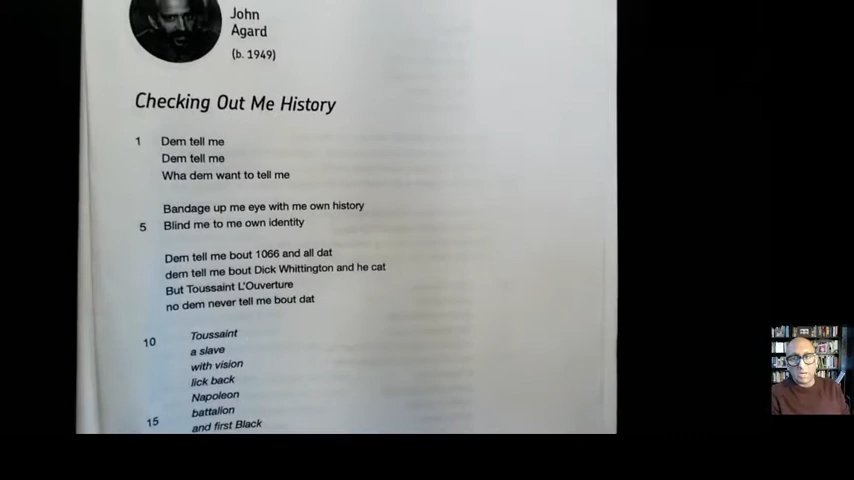 John
Agard
(b. 1949)
Checking Out Me History
1 Dem tell me
Dem tell me
Wha dem want to tell me
Bandage up me eye with me own history
5 Blind me to me own identity
Dem tell me bout 1066 and all dat
dem tell me bout Dick Whittington and he cat
But Toussaint L'Ouverture
no dem never tell me bout dat
10 Toussaint
a slave
with vision
lick back
Napoleon
battalion
15 and first Black